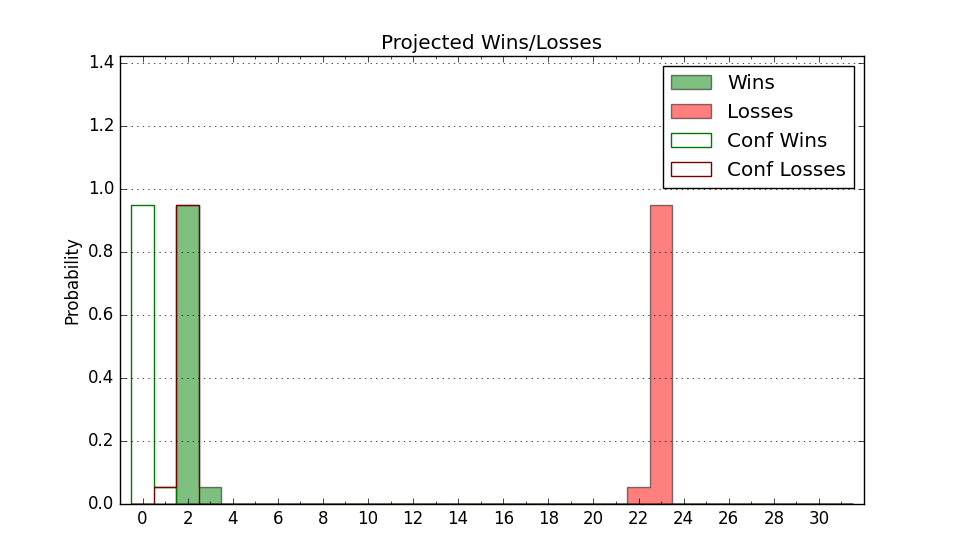 Projected Wins/Losses
1.4
1.2
1.0
0.8
0.6
0.4
0.2
0.0
Probability
Wins
Losses
Conf Wins
Conf Losses
0 2 4 6 8 10 12 14 16 18 20 22 24 26 28 30